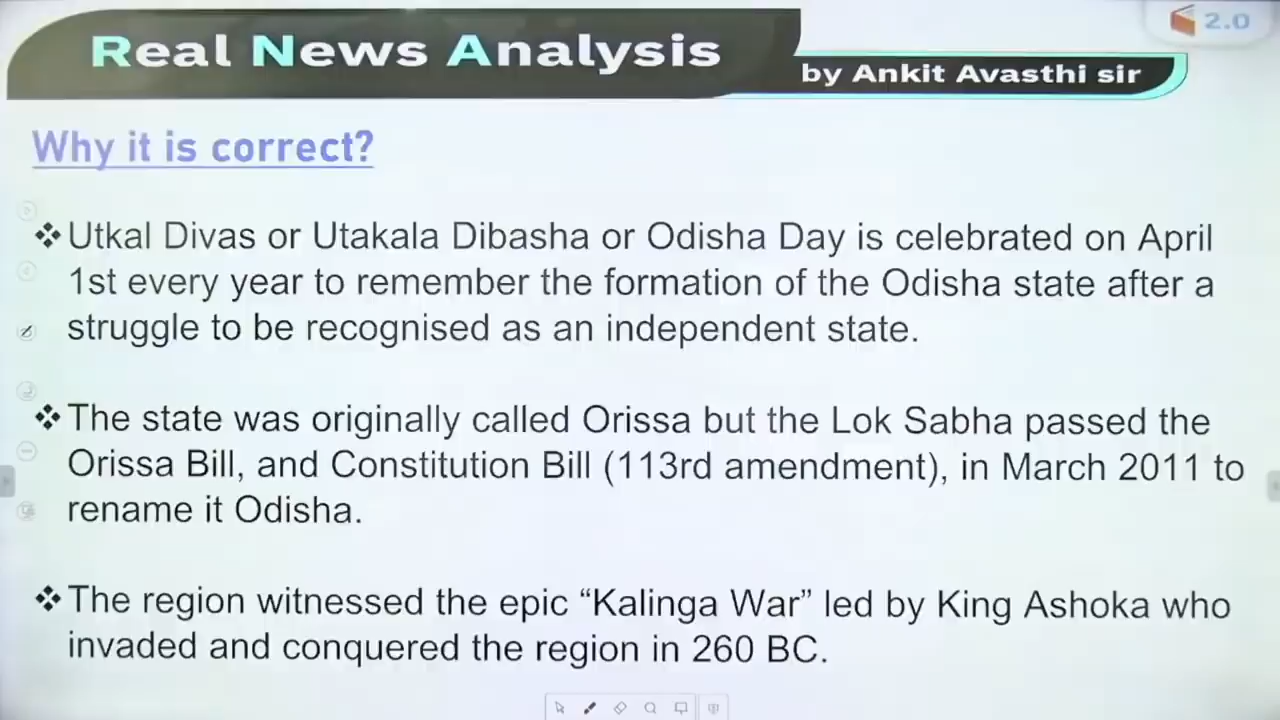 Real News Analysis
by Ankit Avasthi sir
2.0
Why it is correct?
❖ Utkal Divas or Utakala Dibasha or Odisha Day is celebrated on April
1st every year to remember the formation of the Odisha state after a
struggle to be recognised as an independent state.
❖ The state was originally called Orissa but the Lok Sabha passed the
Orissa Bill, and Constitution Bill (113rd amendment), in March 2011 to
rename it Odisha.
❖ The region witnessed the epic “Kalinga War” led by King Ashoka who
invaded and conquered the region in 260 BC.